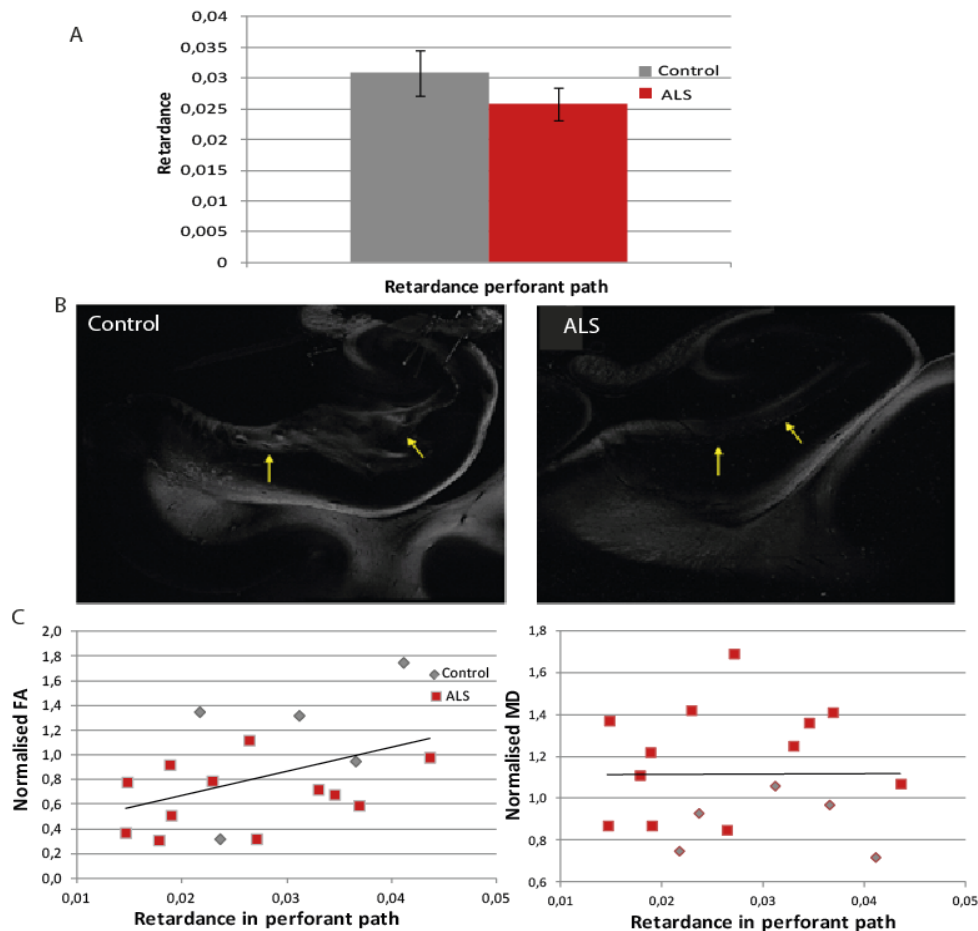 A
0,04
0,035
0,03
0,025
0,02
0,015
0,01
0,005
0
Retardance
Control
ALS
Retardance perforant path
B
Control
ALS
C
2,0
1,8
1,6
1,4
1,2
1,0
0,8
0,6
0,4
0,2
0,0
Normalised FA
Control
ALS
0,01 0,02 0,03 0,04 0,05
Retardance in perforant path
1,8
1,6
1,4
1,2
1,0
0,8
0,6
Normalised MD
0,01 0,02 0,03 0,04 0,05
Retardance in perforant path